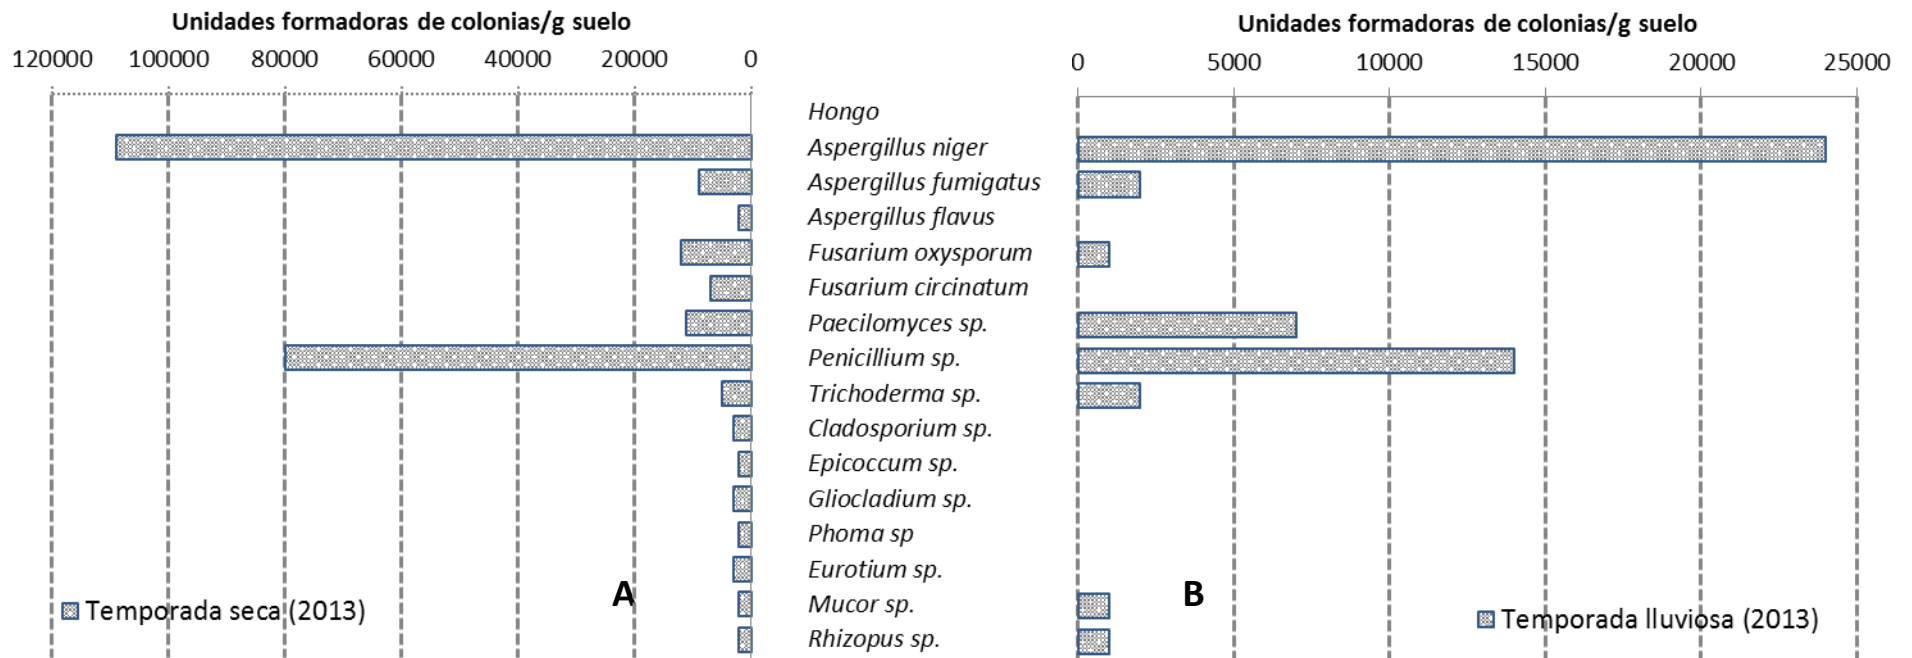 Unidades formadoras de colonias/g suelo
120000 100000 80000 60000 40000 20000 0
Unidades formadoras de colonias/g suelo
0 5000 10000 15000 20000 25000
Hongo
Aspergillus niger
Aspergillus fumigatus
Aspergillus flavus
Fusarium oxysporum
Fusarium circinatum
Paecilomyces sp.
Penicillium sp.
Trichoderma sp.
Cladosporium sp.
Epicoccum sp.
Gliocladium sp.
Phoma sp
Eurotium sp.
Mucor sp.
Rhizopus sp.
A
Temporada seca (2013)
B
Temporada lluviosa (2013)